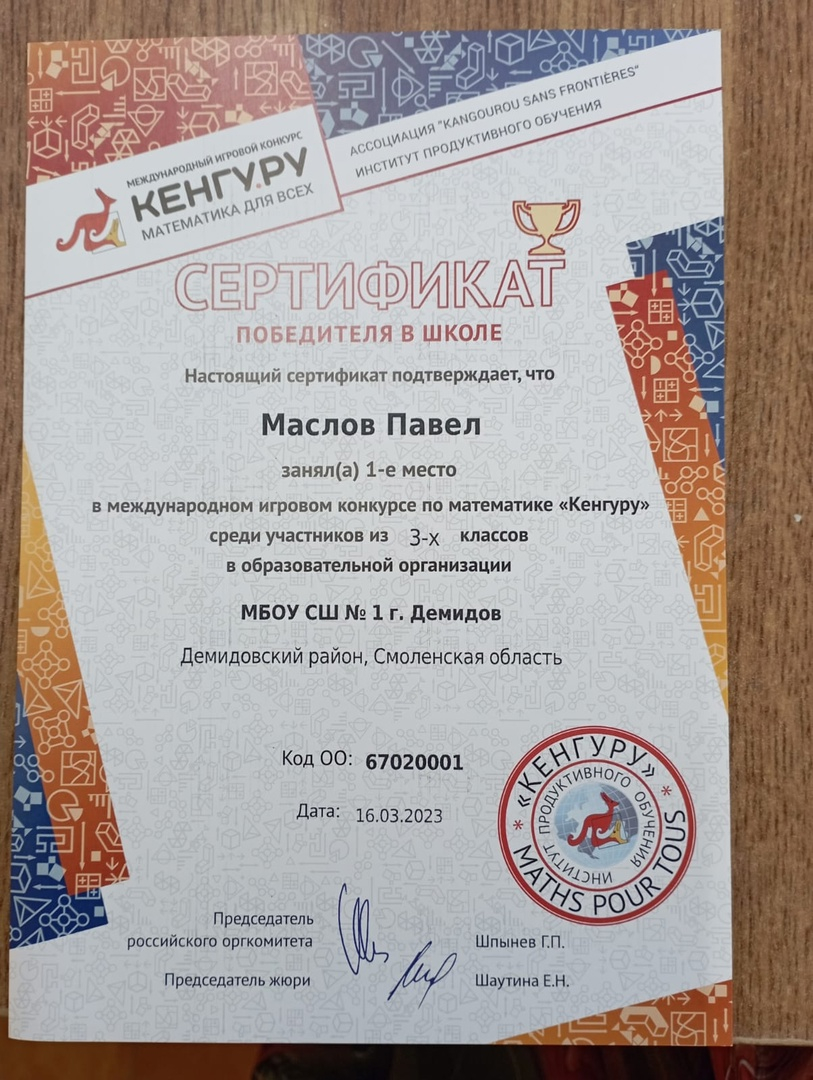 МЕЖДУНАРОДНЫЙ ИГРОВОЙ КОНКУРС
КЕНГУ.РУ
МАТЕМАТИКА ДЛЯ ВСЕХ
АССОЦИАЦИЯ "KANGOUROU SANS FRONTIÈRES"
ИНСТИТУТ ПРОДУКТИВНОГО ОБУЧЕНИЯ
СЕРТИФИКАТ
ПОБЕДИТЕЛЯ В ШКОЛЕ
Настоящий сертификат подтверждает, что
Маслов Павел
занял(а) 1-е место
в международном игровом конкурсе по математике «Кенгуру»
среди участников из 3-х классов
в образовательной организации
МБОУ СШ № 1 г. Демидов
Демидовский район, Смоленская область
Код ОО: 67020001
Дата: 16.03.2023
«КЕНГУРУ»
ИНСТИТУТ ПРОДУКТИВНОГО ОБУЧЕНИЯ
* MATHS POUR TOUS *
Председатель
российского оргкомитета Шпынев Г.П.
Председатель жюри Шаутина Е.Н.